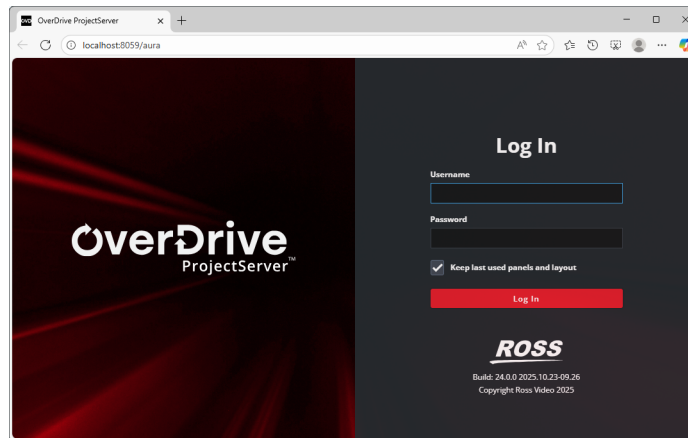 OVD OverDrive ProjectServer
localhost:8059/aura
OverDrive
ProjectServer™
Log In
Username
Password
Keep last used panels and layout
Log In
ROSS
Build: 24.0.0 2025.10.23-09.26
Copyright Ross Video 2025